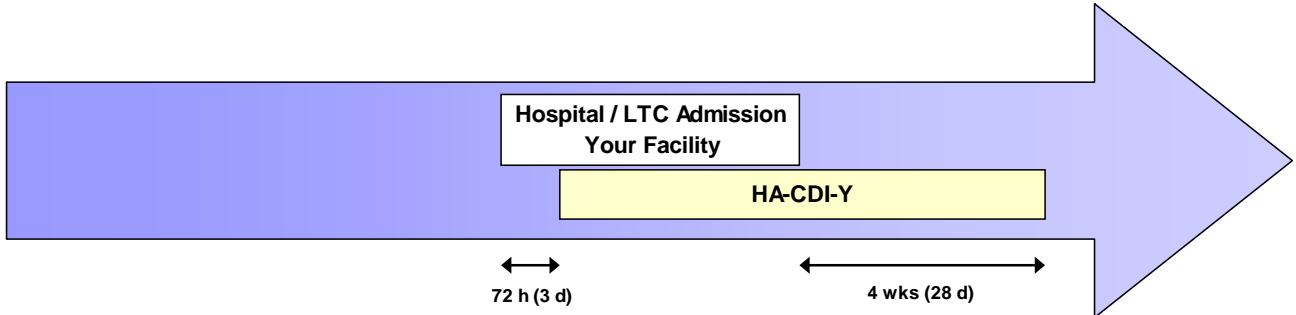 Hospital / LTC Admission
Your Facility
HA-CDI-Y
72 h (3 d)
4 wks (28 d)